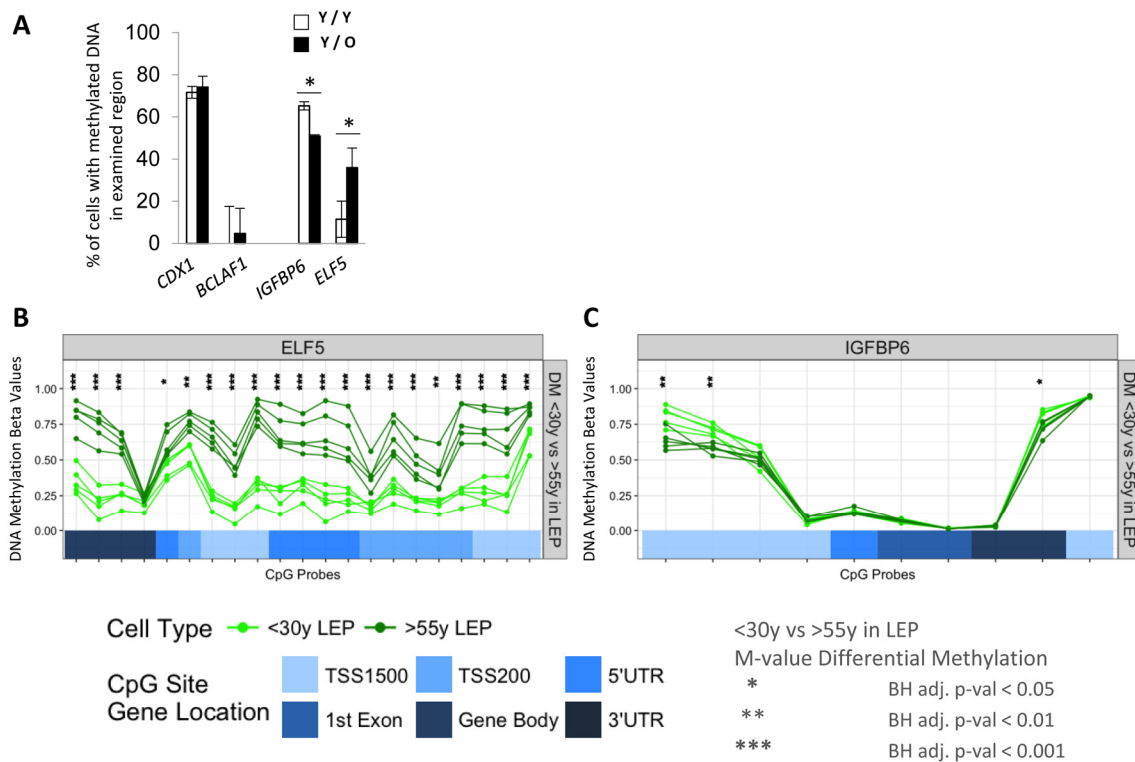 A
Y / Y
Y / O
% of cells with methylated DNA
in examined region
100
80
60
40
20
0
*
*
CDX1
BCLAF1
IGFBP6
ELF5
B
ELF5
DNA Methylation Beta Values
1.00
0.75
0.50
0.25
0.00
*** *** *** * ** *** *** *** *** *** *** *** *** *** *** *** ** *** *** *** ***
DM <30y vs >55y in LEP
CpG Probes
C
IGFBP6
DNA Methylation Beta Values
1.00
0.75
0.50
0.25
0.00
** ** *
DM <30y vs >55y in LEP
CpG Probes
Cell Type <30y LEP >55y LEP
CpG Site
Gene Location
TSS1500 TSS200 5'UTR
1st Exon Gene Body 3'UTR
<30y vs >55y in LEP
M-value Differential Methylation
* BH adj. p-val < 0.05
** BH adj. p-val < 0.01
*** BH adj. p-val < 0.001